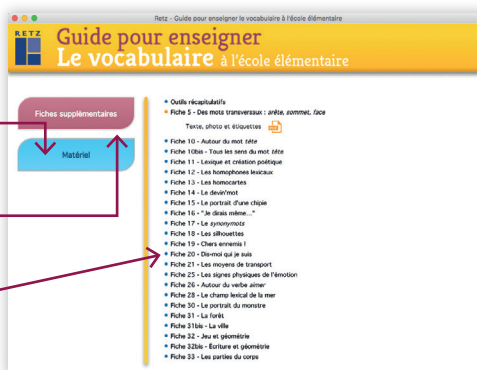 Retz - Guide pour enseigner le vocabulaire à l'école élémentaire
RETZ
Guide pour enseigner
Le vocabulaire à l'école élémentaire
Fiches supplémentaires
Matériel
Outils récapitulatifs
Fiche 5 - Des mots transversaux : arête, sommet, face
Texte, photo et étiquettes
Fiche 10 - Autour du mot tête
Fiche 10bis - Tous les sens du mot tête
Fiche 11 - Lexique et création poétique
Fiche 12 - Les homophones lexicaux
Fiche 13 - Les homocartes
Fiche 14 - Le devin'mot
Fiche 15 - Le portrait d'une chipie
Fiche 16 - "Je dirais même..."
Fiche 17 - Le synonymots
Fiche 18 - Les silhouettes
Fiche 19 - Chers ennemis !
Fiche 20 - Dis-moi qui je suis
Fiche 21 - Les moyens de transport
Fiche 25 - Les signes physiques de l'émotion
Fiche 26 - Autour du verbe aimer
Fiche 28 - Le champ lexical de la mer
Fiche 30 - Le portrait du monstre
Fiche 31 - La forêt
Fiche 31bis - La ville
Fiche 32 - Jeu et géométrie
Fiche 32bis - Ecriture et géométrie
Fiche 33 - Les parties du corps